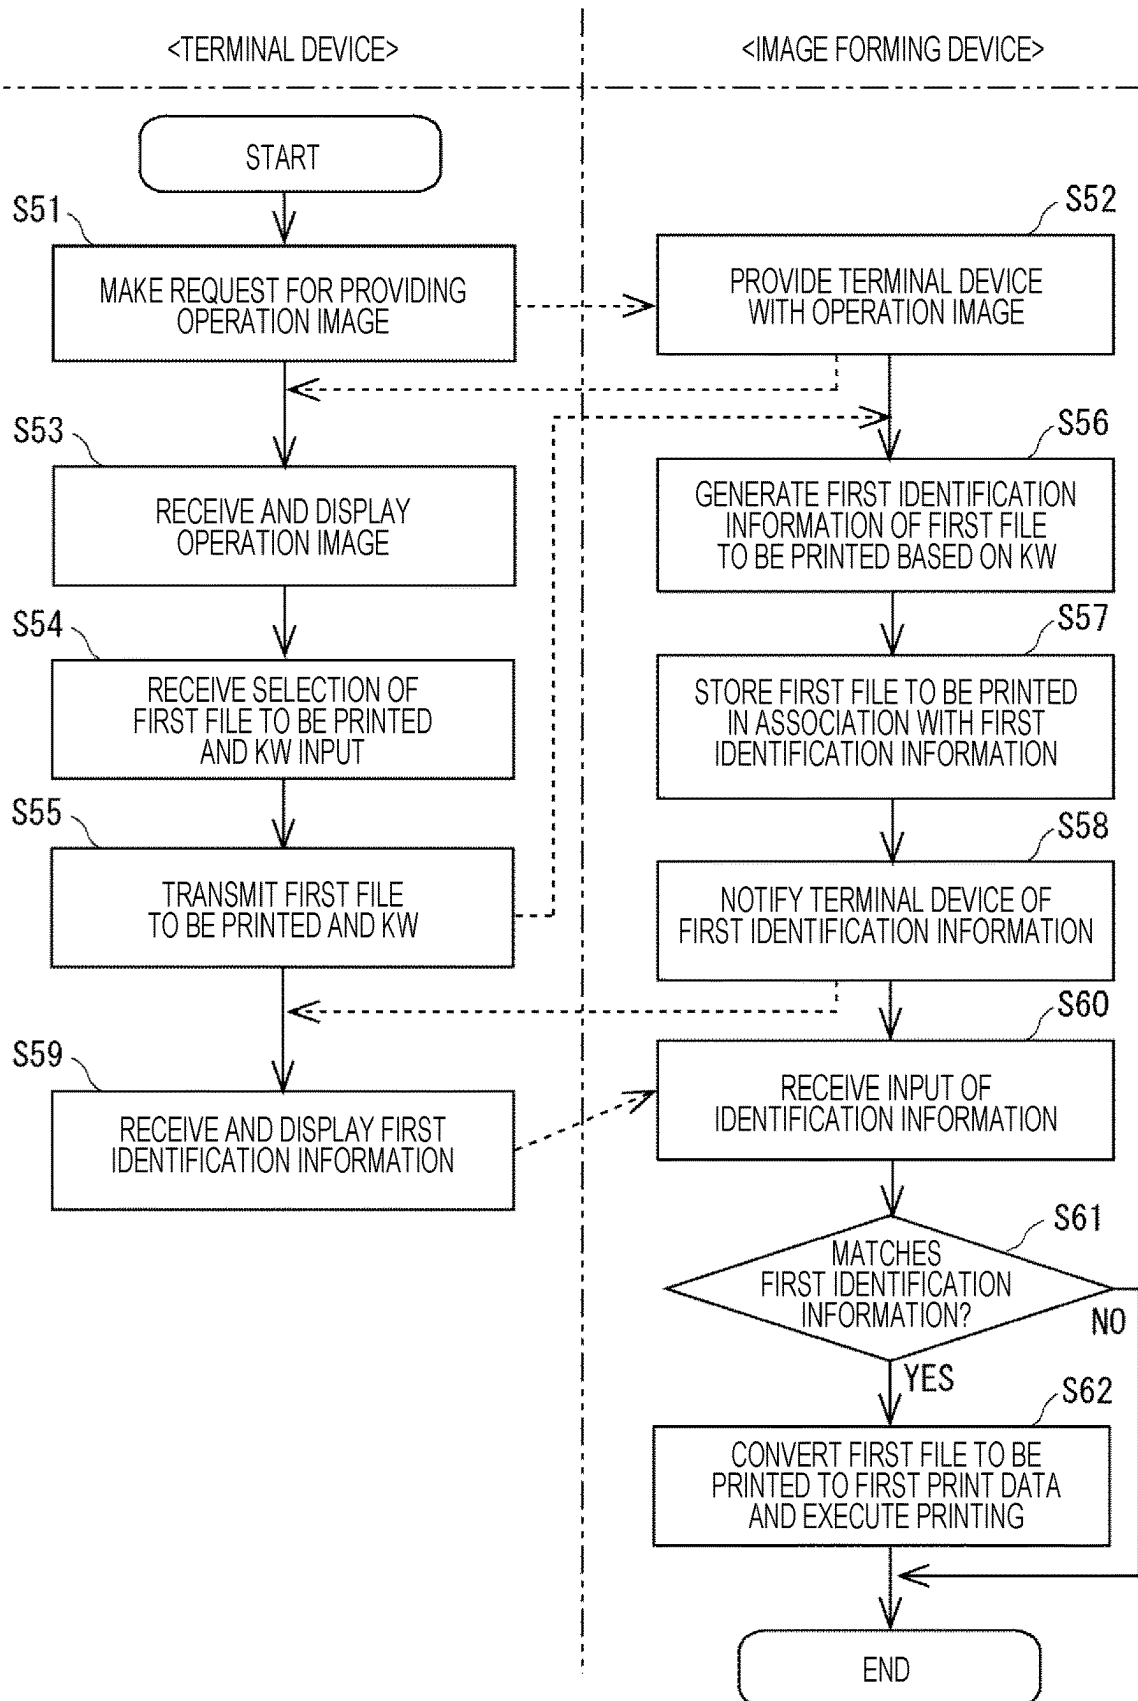 <TERMINAL DEVICE>
<IMAGE FORMING DEVICE>
START
S51
MAKE REQUEST FOR PROVIDING
OPERATION IMAGE
S52
PROVIDE TERMINAL DEVICE
WITH OPERATION IMAGE
S53
RECEIVE AND DISPLAY
OPERATION IMAGE
S54
RECEIVE SELECTION OF
FIRST FILE TO BE PRINTED
AND KW INPUT
S55
TRANSMIT FIRST FILE
TO BE PRINTED AND KW
S56
GENERATE FIRST IDENTIFICATION
INFORMATION OF FIRST FILE
TO BE PRINTED BASED ON KW
S57
STORE FIRST FILE TO BE PRINTED
IN ASSOCIATION WITH FIRST
IDENTIFICATION INFORMATION
S58
NOTIFY TERMINAL DEVICE OF
FIRST IDENTIFICATION INFORMATION
S59
RECEIVE AND DISPLAY FIRST
IDENTIFICATION INFORMATION
S60
RECEIVE INPUT OF
IDENTIFICATION INFORMATION
S61
MATCHES
FIRST IDENTIFICATION
INFORMATION?
NO
YES
S62
CONVERT FIRST FILE TO BE
PRINTED TO FIRST PRINT DATA
AND EXECUTE PRINTING
END